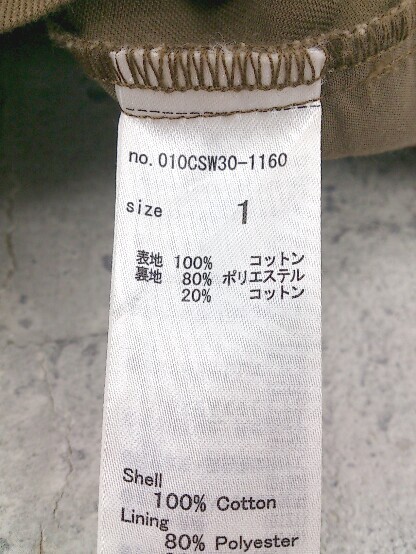 no.010CSW30-1160
size 1
表地 100% コットン
裏地 80% ポリエステル
20% コットン
Shell
100% Cotton
Lining
80% Polyester